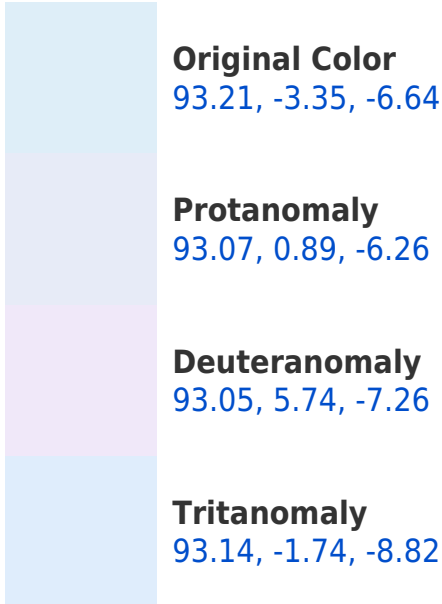 Original Color
93.21, -3.35, -6.64
Protanomaly
93.07, 0.89, -6.26
Deuteranomaly
93.05, 5.74, -7.26
Tritanomaly
93.14, -1.74, -8.82